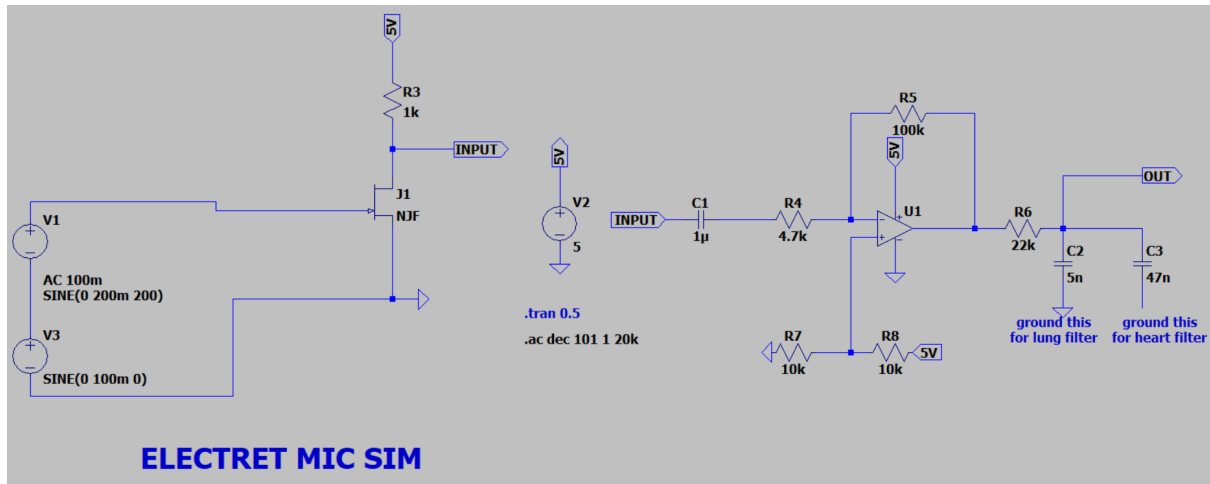 5V
R3
1k
INPUT
J1
NJF
V1
AC 100m
SINE(0 200m 200)
V3
SINE(0 100m 0)
5V
V2
5
.tran 0.5
.ac dec 101 1 20k
INPUT
C1
1µ
R4
4.7k
R5
100k
5V
U1
R6
22k
OUT
C2
5n
C3
47n
ground this
for lung filter
ground this
for heart filter
R7
10k
R8
10k
5V
ELECTRET MIC SIM